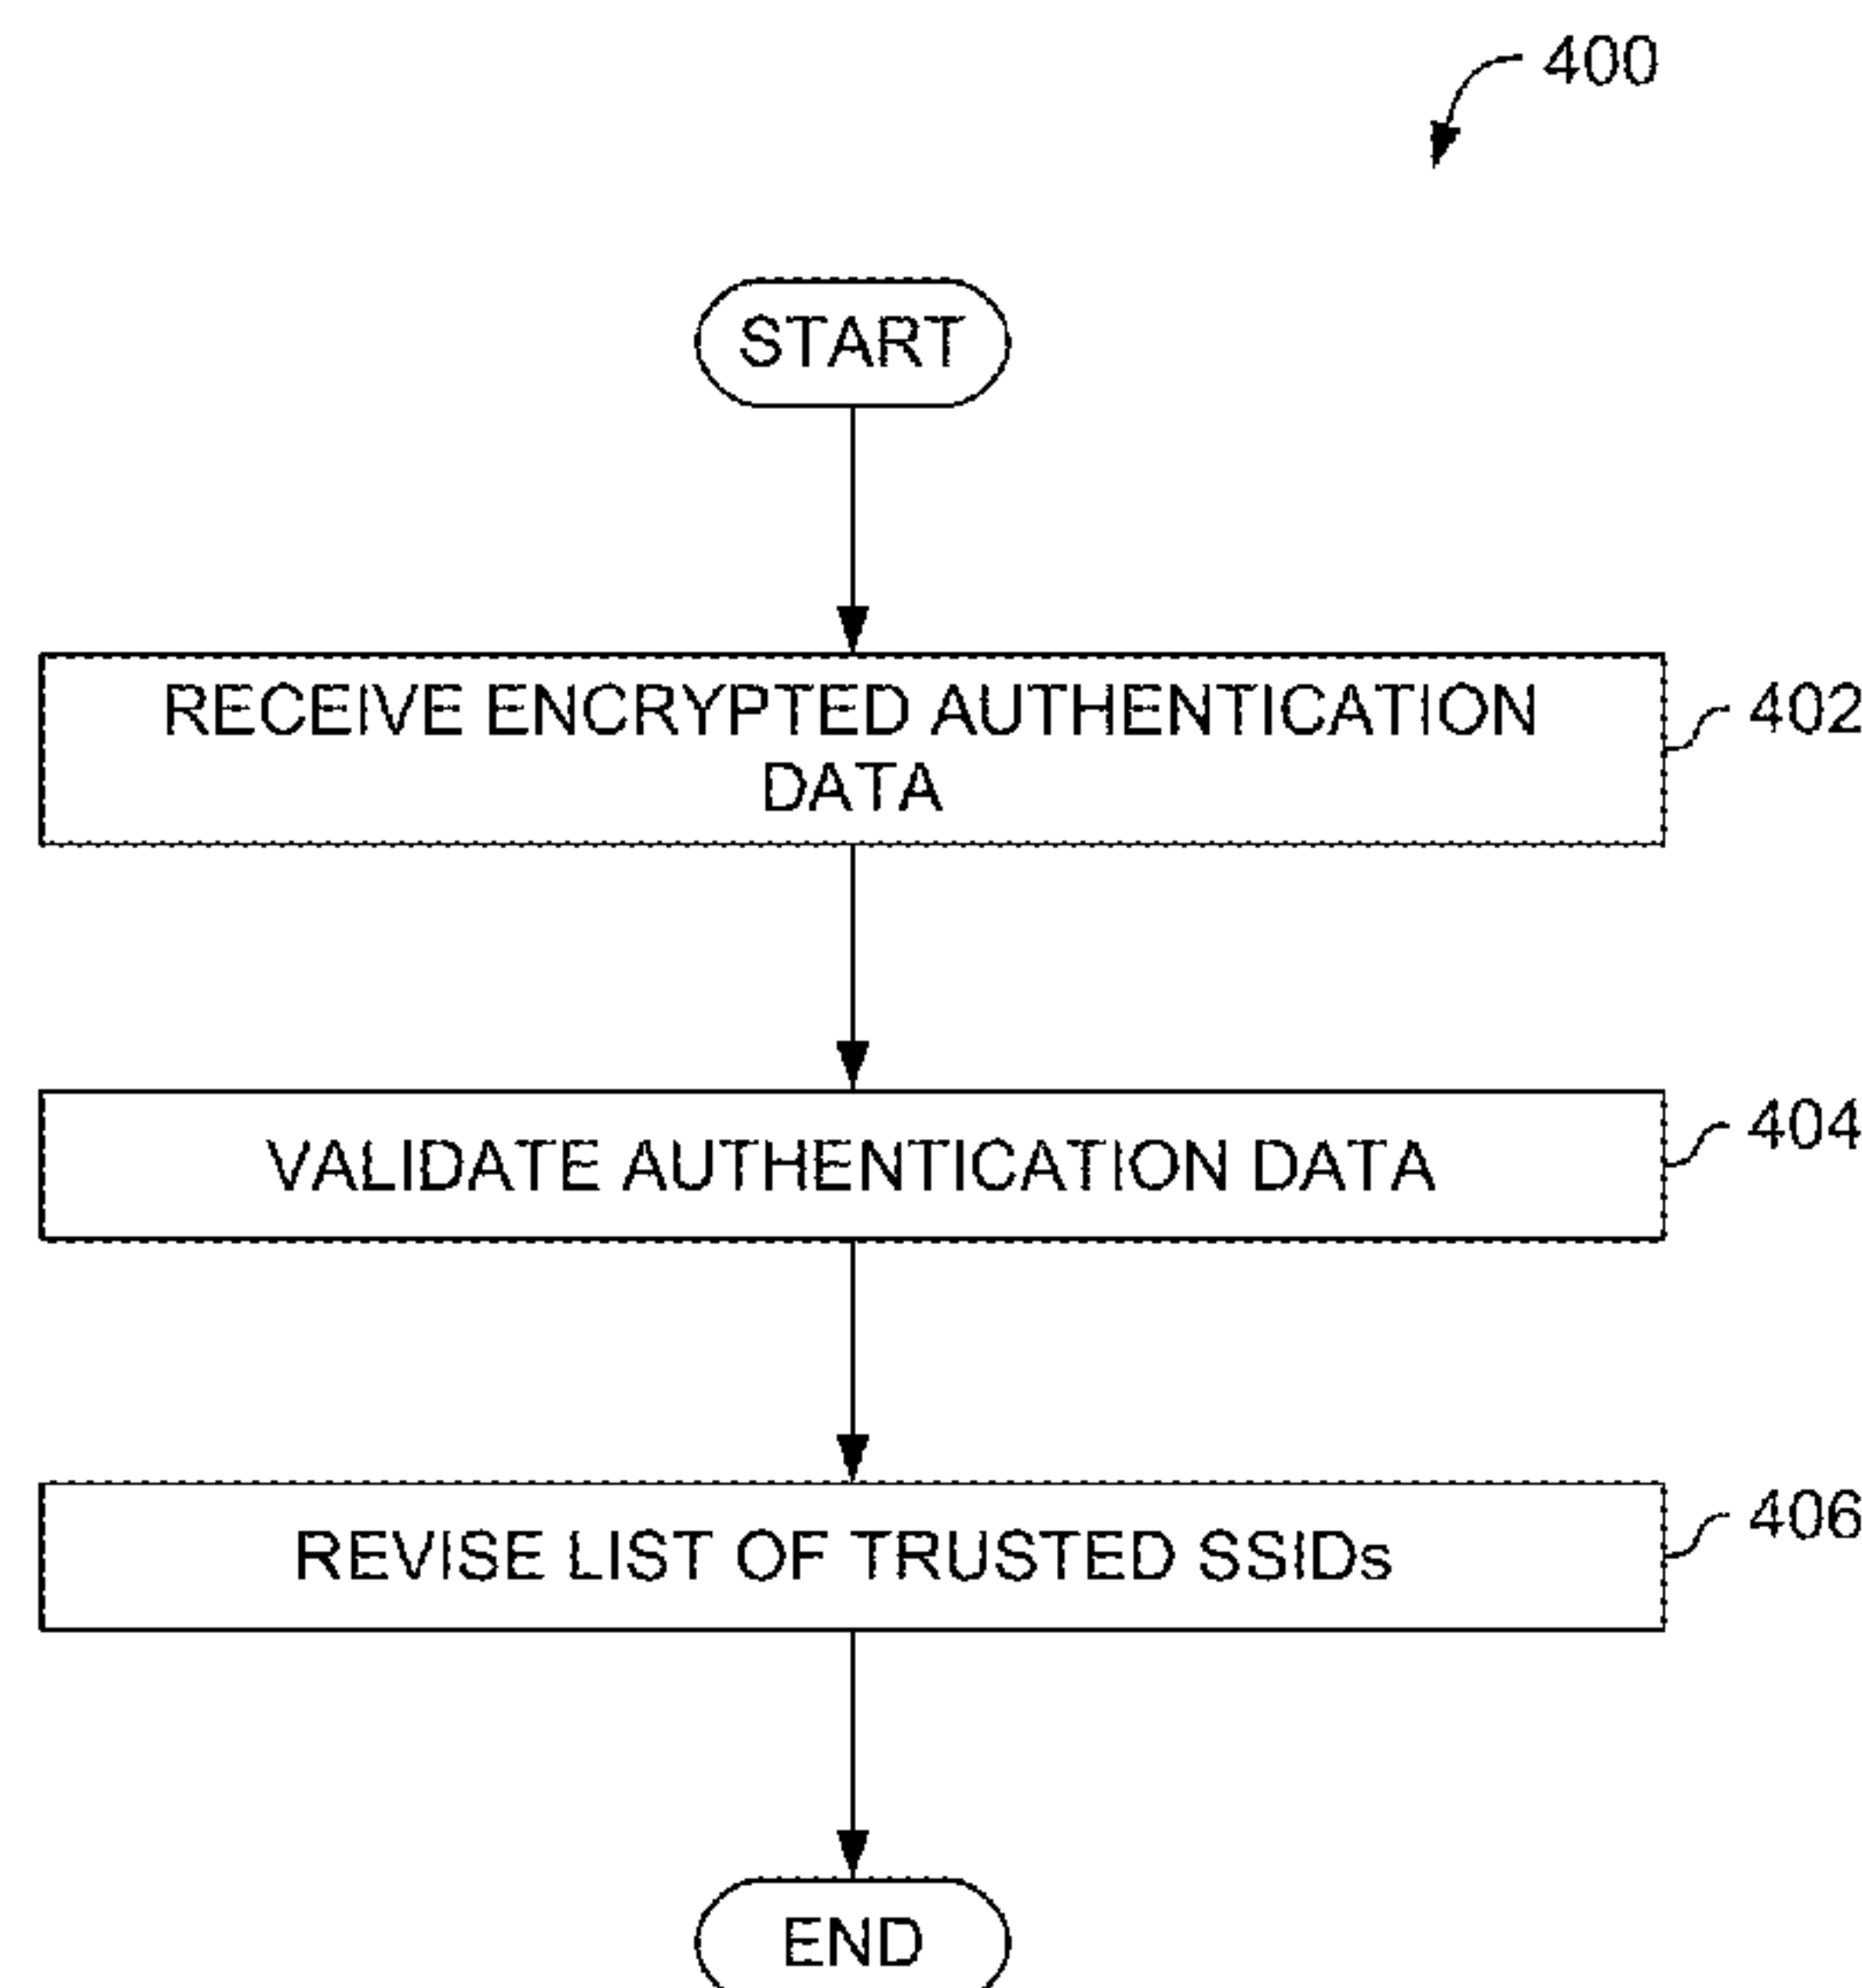 400
START
RECEIVE ENCRYPTED AUTHENTICATION
DATA
402
VALIDATE AUTHENTICATION DATA
404
REVISE LIST OF TRUSTED SSIDs
406
END